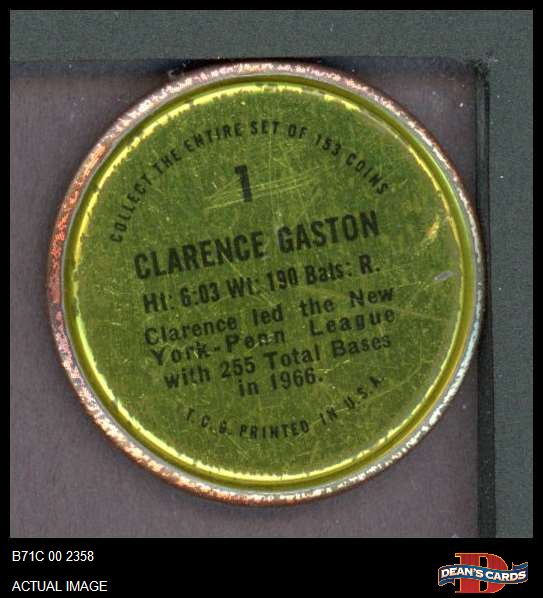 COLLECT THE ENTIRE SET OF 153 COINS
1
CLARENCE GASTON
Ht: 6:03 Wt: 190 Bats: R.
Clarence led the New
York-Penn League
with 255 Total Bases
in 1966.
T.C.G. PRINTED IN U.S.A.
B71C 00 2358
ACTUAL IMAGE
D
DEAN'S CARDS